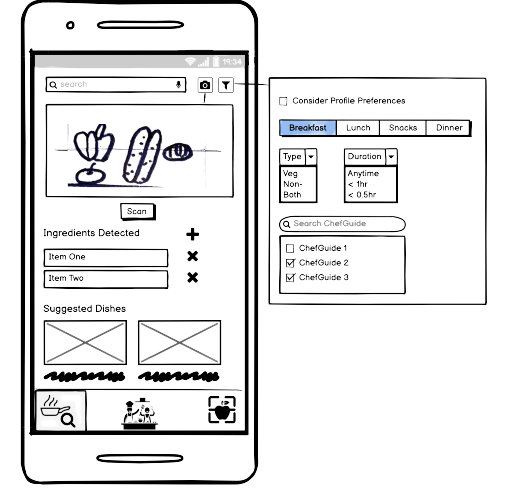 19:34
search
Scan
Ingredients Detected
Item One
Item Two
Suggested Dishes
Consider Profile Preferences
Breakfast Lunch Snacks Dinner
Type Duration
Veg Anytime
Non- < 1hr
Both < 0.5hr
Search ChefGuide
ChefGuide 1
ChefGuide 2
ChefGuide 3